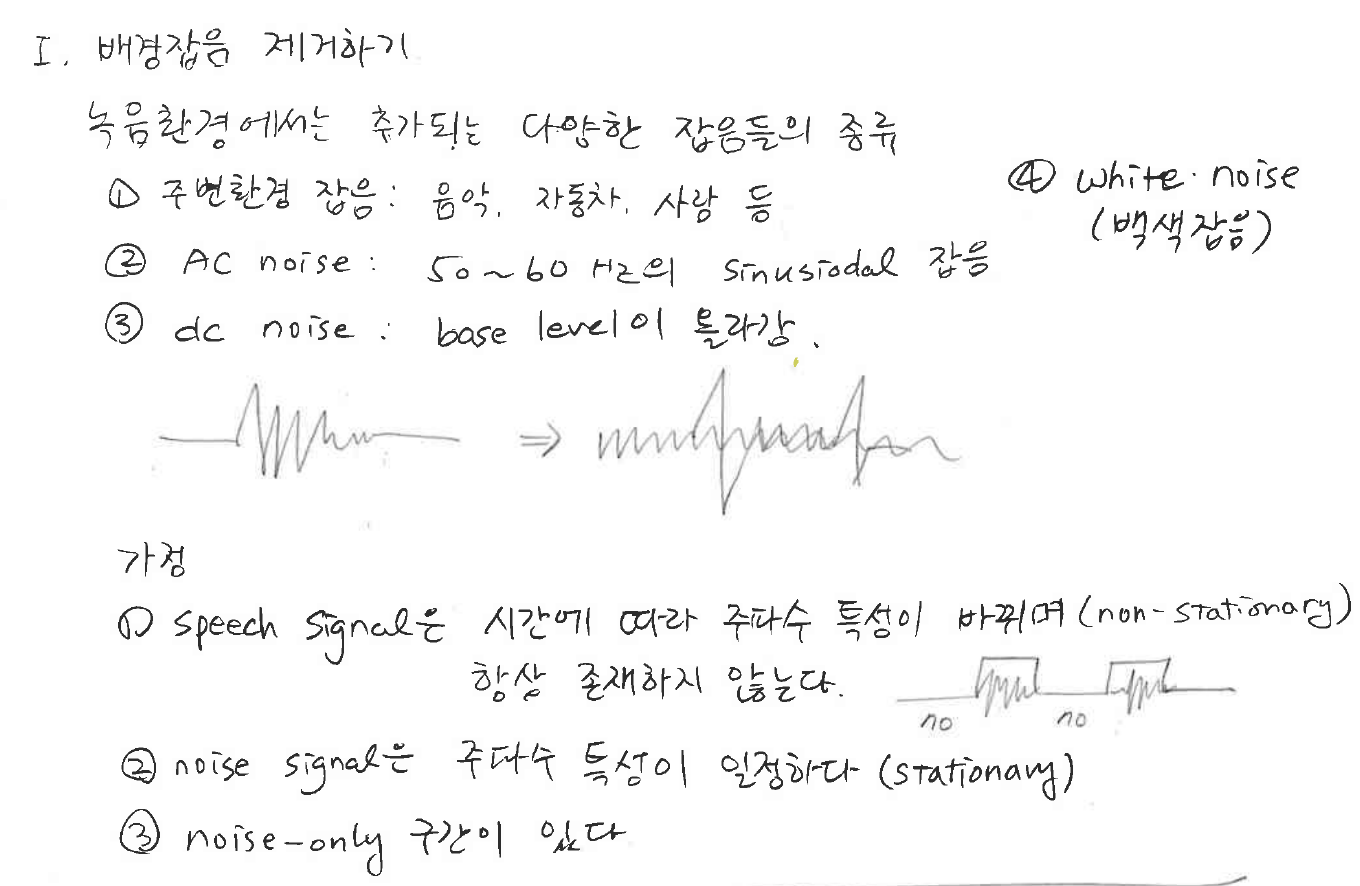 I. 배경잡음 제거하기
녹음환경에서는 추가되는 다양한 잡음들의 종류
① 주변환경 잡음: 음악, 자동차, 사람 등
② AC noise: 50~60 Hz의 sinusiodal 잡음
③ dc noise: base level이 올라감.
④ white noise
(백색잡음)
가정
① speech signal은 시간에 따라 주파수 특성이 바뀌며 (non-stationary)
항상 존재하지 않는다.
no no
② noise signal은 주파수 특성이 일정하다 (stationary)
③ noise-only 구간이 있다